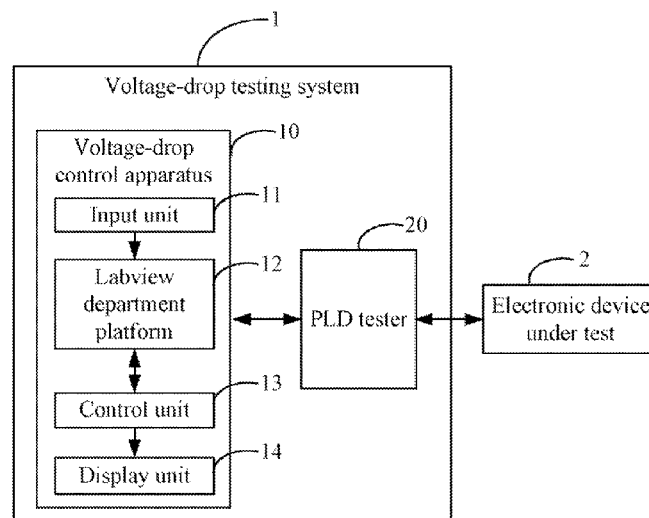 1
Voltage-drop testing system
10
Voltage-drop
control apparatus
11
Input unit
12
Labview
department
platform
13
Control unit
14
Display unit
20
PLD tester
2
Electronic device
under test